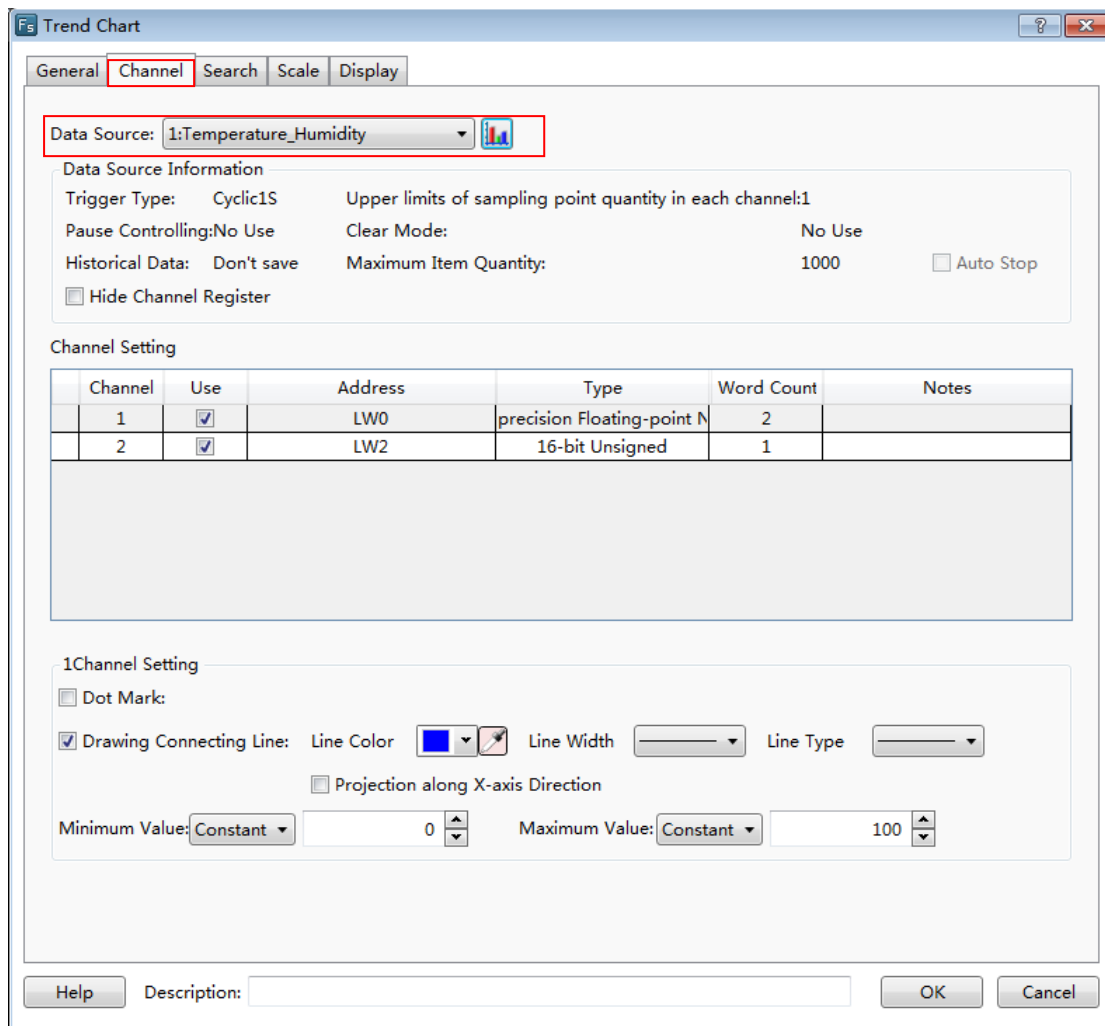 Fs Trend Chart ?
General Channel Search Scale Display
Data Source: 1:Temperature_Humidity
Data Source Information
Trigger Type: Cyclic1S Upper limits of sampling point quantity in each channel:1
Pause Controlling:No Use Clear Mode: No Use
Historical Data: Don't save Maximum Item Quantity: 1000 Auto Stop
Hide Channel Register
Channel Setting
Channel Use Address Type Word Count Notes
1 LW0 precision Floating-point N 2
2 LW2 16-bit Unsigned 1
1Channel Setting
Dot Mark:
Drawing Connecting Line: Line Color Line Width Line Type
Projection along X-axis Direction
Minimum Value: Constant 0 Maximum Value: Constant 100
Help Description: OK Cancel